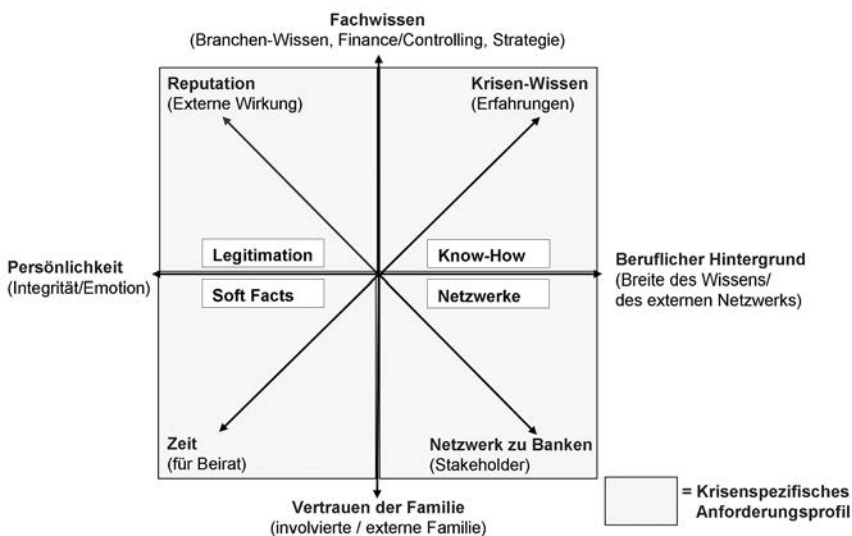 Fachwissen
(Branchen-Wissen, Finance/Controlling, Strategie)
Reputation
(Externe Wirkung)
Krisen-Wissen
(Erfahrungen)
Legitimation
Know-How
Persönlichkeit
(Integrität/Emotion)
Beruflicher Hintergrund
(Breite des Wissens/
des externen Netzwerks)
Soft Facts
Netzwerke
Zeit
(für Beirat)
Netzwerk zu Banken
(Stakeholder)
Vertrauen der Familie
(involvierte / externe Familie)
= Krisenspezifisches
Anforderungsprofil